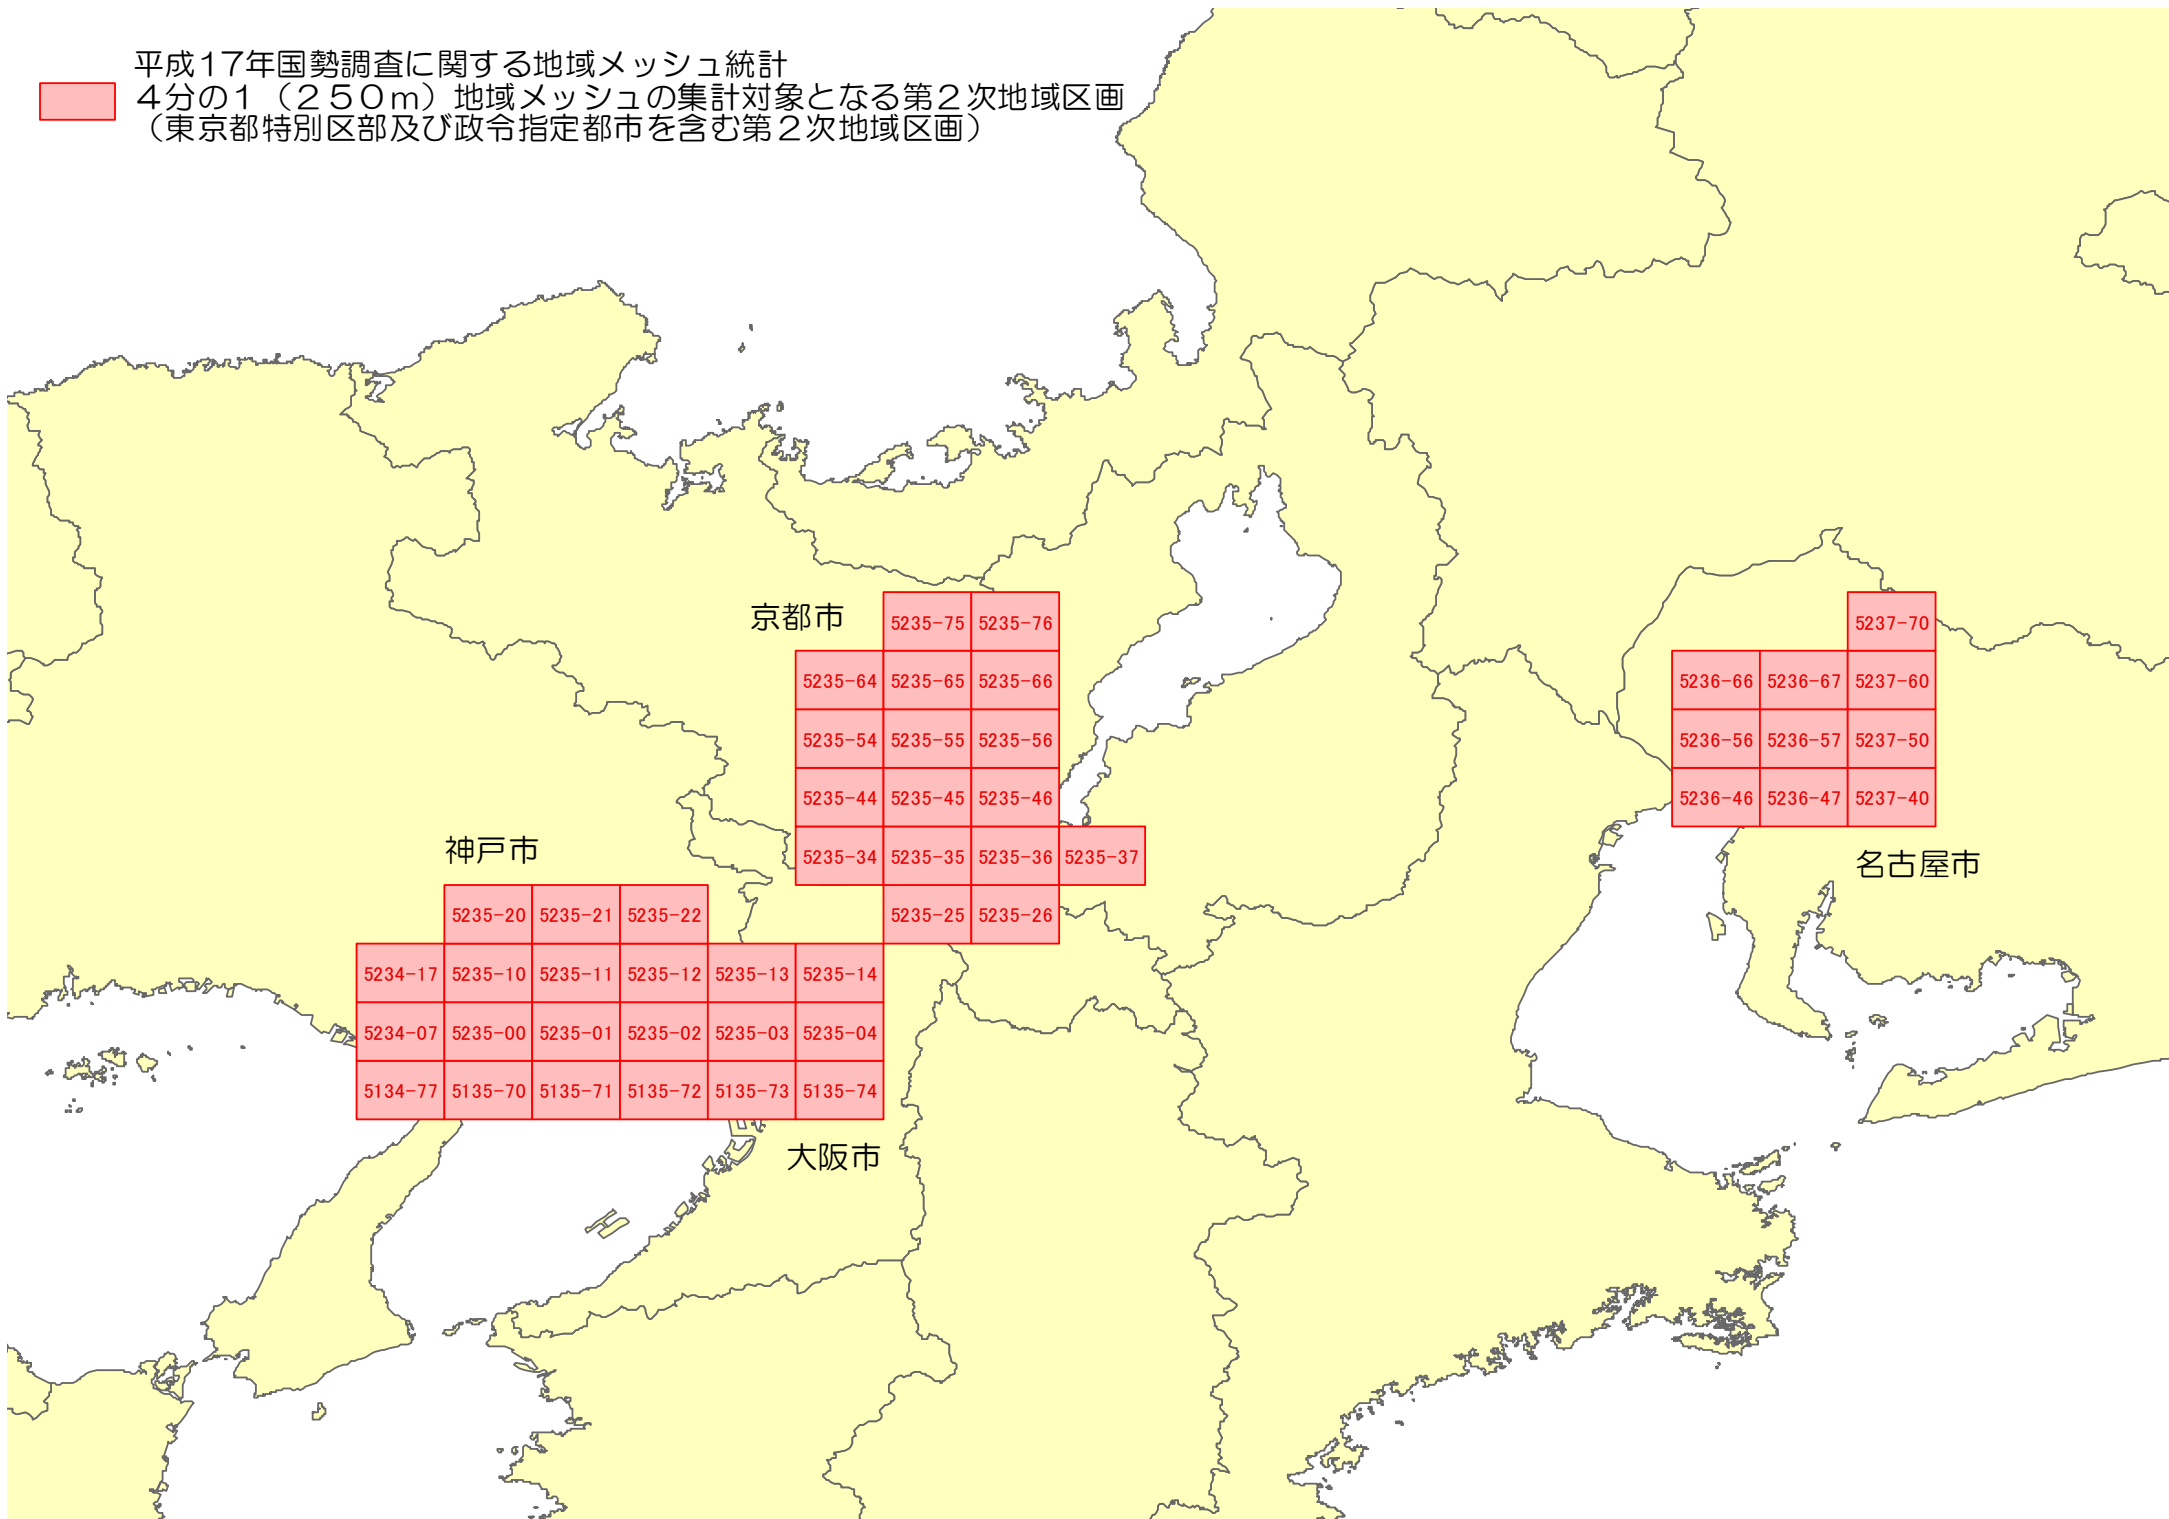 平成17年国勢調査に関する地域メッシュ統計
４分の１（２５０ｍ）地域メッシュの集計対象となる第２次地域区画
（東京都特別区部及び政令指定都市を含む第２次地域区画）
京都市
5235-75 5235-76
5237-70
5235-64 5235-65 5235-66
5236-66 5236-67 5237-60
5235-54 5235-55 5235-56
5236-56 5236-57 5237-50
5235-44 5235-45 5235-46
5236-46 5236-47 5237-40
神戸市
5235-34 5235-35 5235-36 5235-37
名古屋市
5235-20 5235-21 5235-22
5235-25 5235-26
5234-17 5235-10 5235-11 5235-12 5235-13 5235-14
5234-07 5235-00 5235-01 5235-02 5235-03 5235-04
5134-77 5135-70 5135-71 5135-72 5135-73 5135-74
大阪市